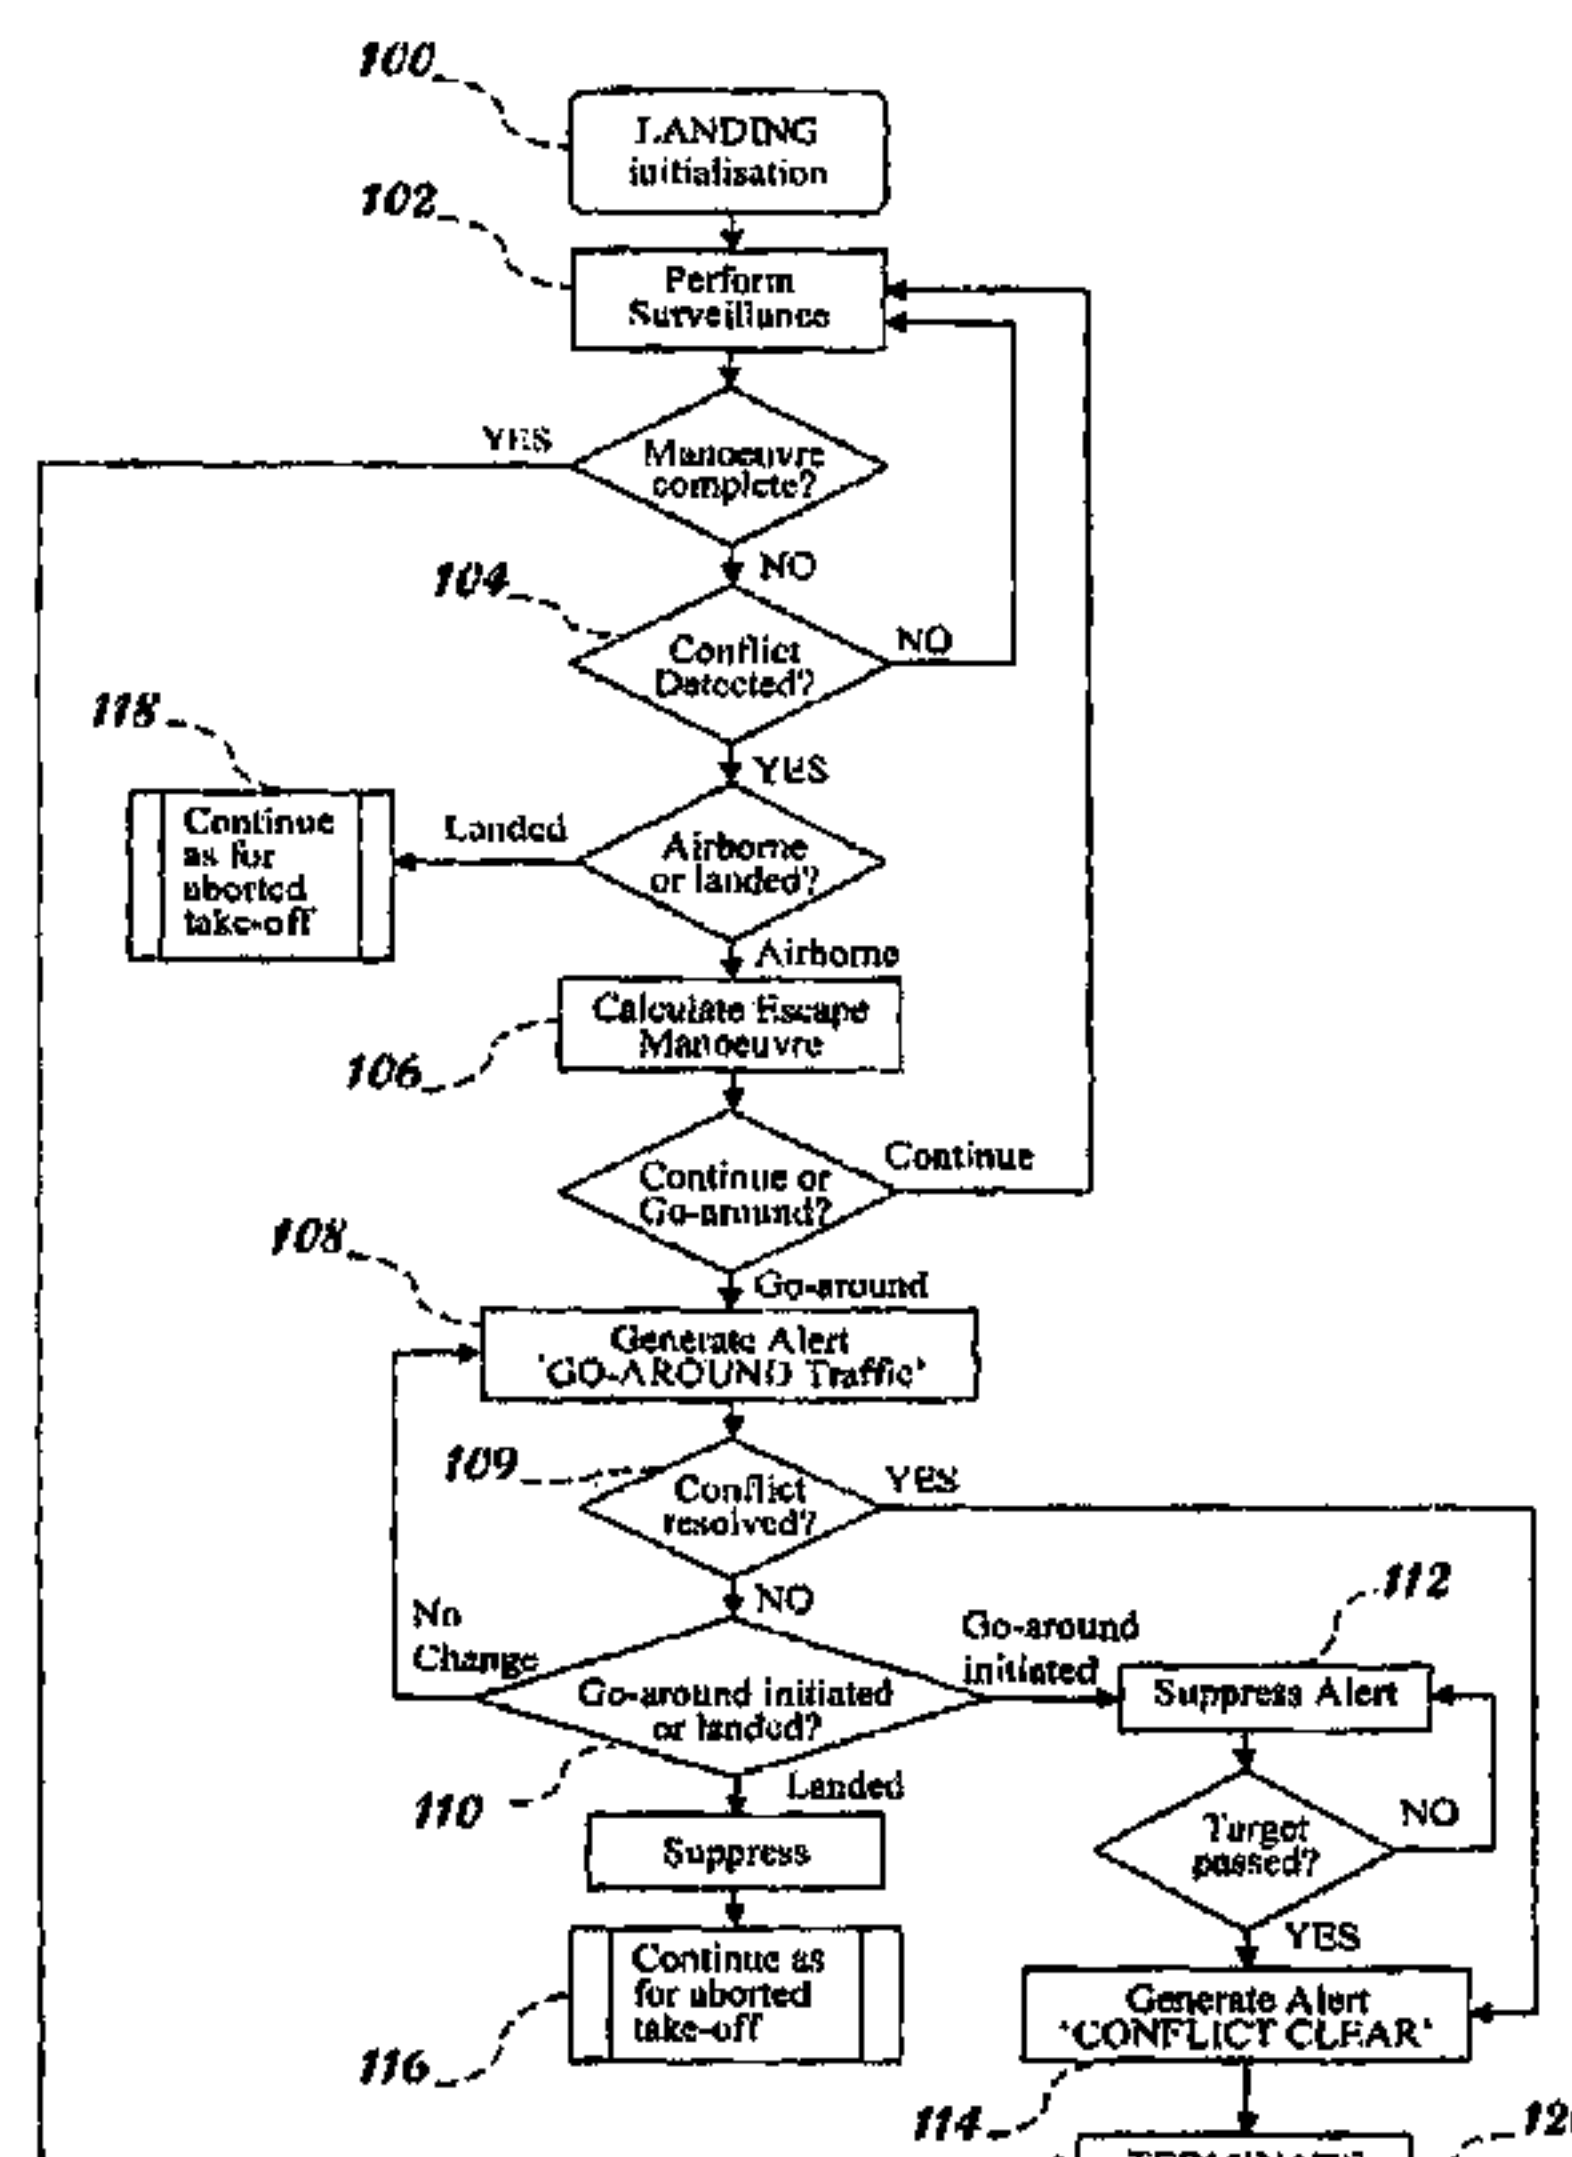 100
LANDING
initialisation
102
Perform
Surveillance
YES
Manoeuvre
complete?
NO
104
Conflict
Detected?
NO
118
YES
Continue
as for
aborted
take-off
Landed
Airborne
or landed?
Airborne
Calculate Escape
Manoeuvre
106
Continue or
Go-around?
Continue
108
Go-around
Generate Alert
'GO-AROUND Traffic'
109
Conflict
resolved?
YES
NO
112
No
Change
Go-around initiated
or landed?
Go-around
initiated
Suppress Alert
110
Landed
Suppress
Target
passed?
NO
YES
Continue as
for aborted
take-off
116
Generate Alert
'CONFLICT CLEAR'
114